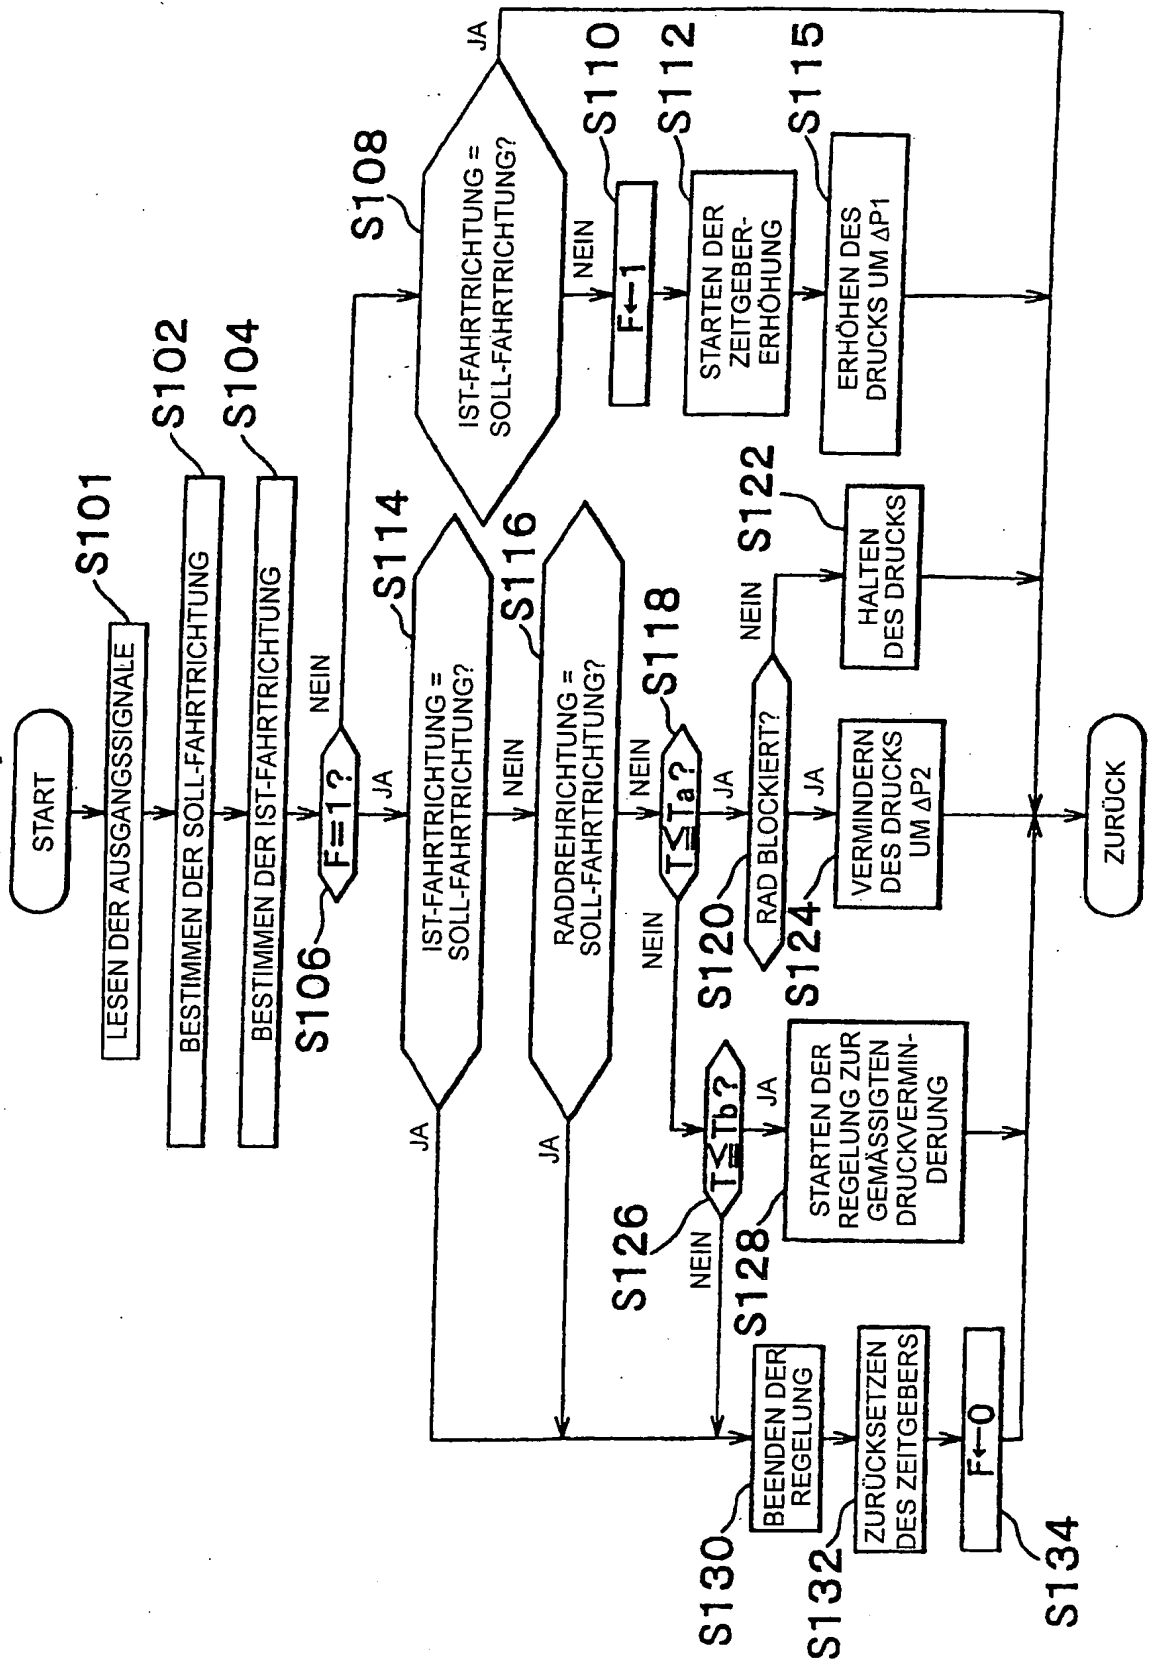 START
LESEN DER AUSGANGSSIGNALE
S101
BESTIMMEN DER SOLL-FAHRTRICHTUNG
S102
BESTIMMEN DER IST-FAHRTRICHTUNG
S104
S106
F=1?
NEIN
JA
S108
IST-FAHRTRICHTUNG =
SOLL-FAHRTRICHTUNG?
JA
NEIN
F←1
S110
STARTEN DER
ZEITGEBER-
ERHÖHUNG
S112
ERHÖHEN DES
DRUCKS UM ΔP1
S115
S114
IST-FAHRTRICHTUNG =
SOLL-FAHRTRICHTUNG?
JA
NEIN
S116
RADDREHRICHTUNG =
SOLL-FAHRTRICHTUNG?
JA
NEIN
S118
T≦Ta?
NEIN
JA
S120
RAD BLOCKIERT?
NEIN
JA
S122
HALTEN
DES DRUCKS
S124
VERMINDERN
DES DRUCKS
UM ΔP2
S126
T≦Tb?
NEIN
JA
S128
STARTEN DER
REGELUNG ZUR
GEMÄSSIGTEN
DRUCKVERMIN-
DERUNG
S130
BEENDEN DER
REGELUNG
S132
ZURÜCKSETZEN
DES ZEITGEBERS
F←0
S134
ZURÜCK